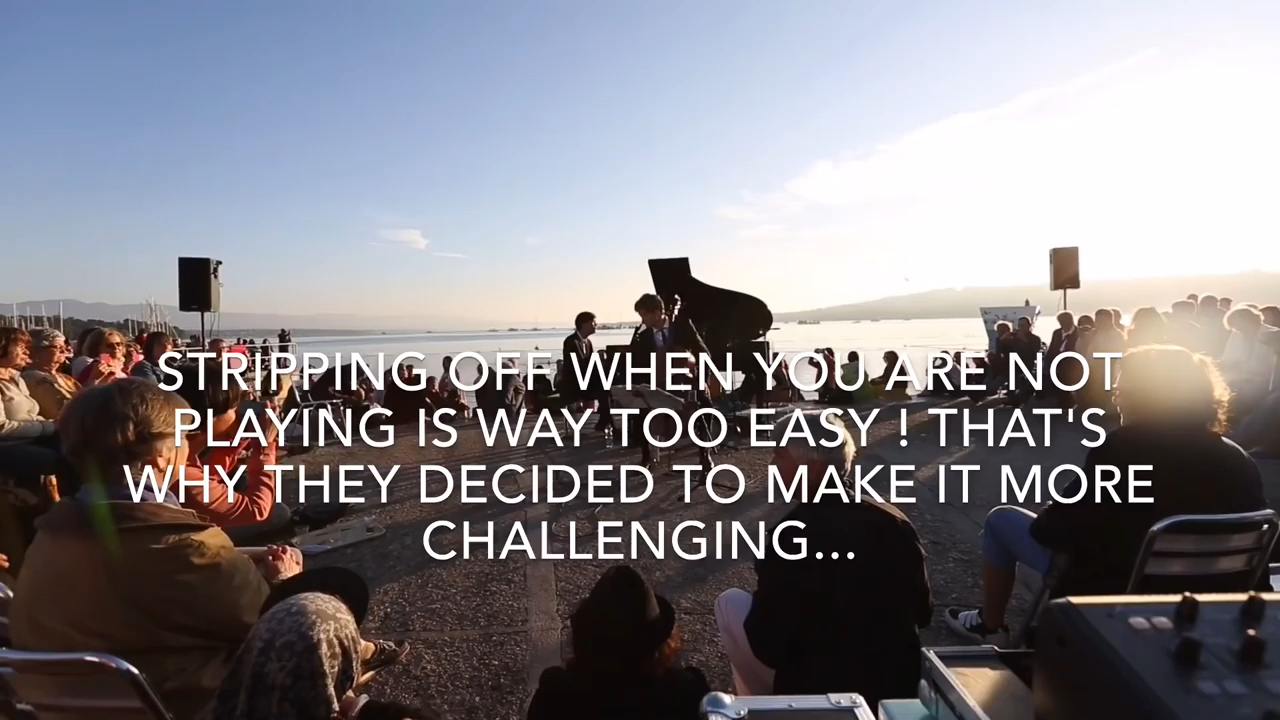 STRIPPING OFF WHEN YOU ARE NOT
PLAYING IS WAY TOO EASY ! THAT'S
WHY THEY DECIDED TO MAKE IT MORE
CHALLENGING...